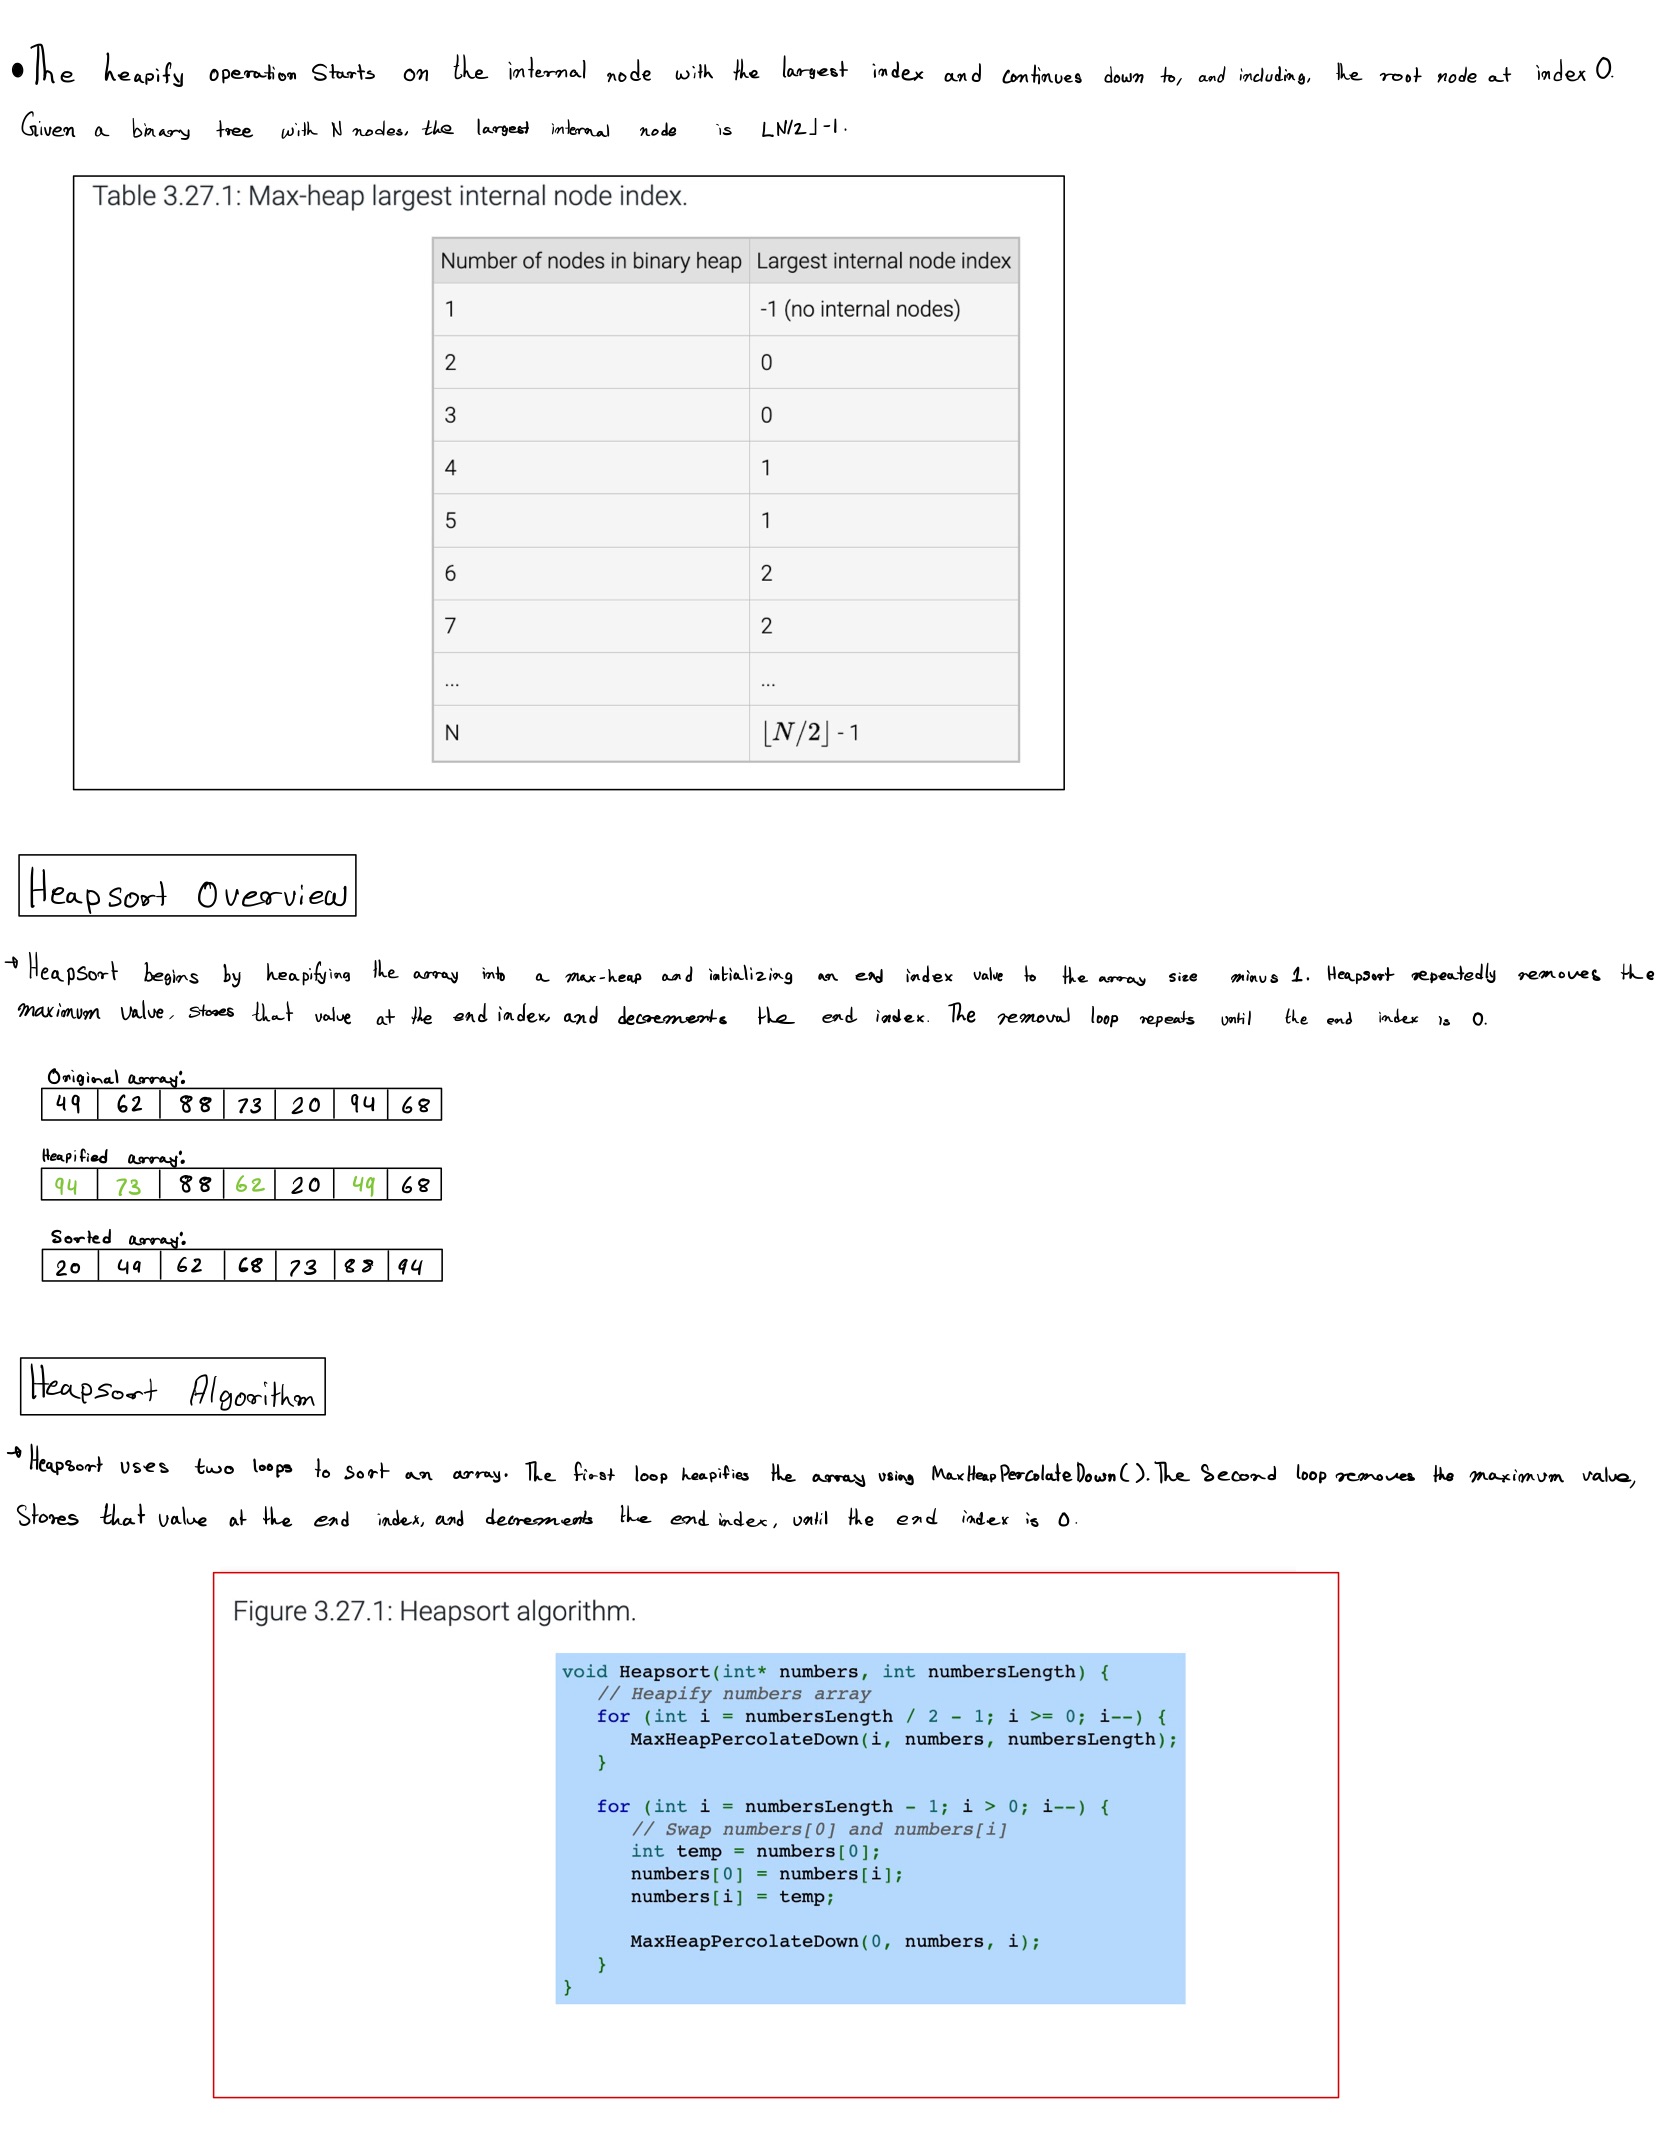 • The heapify operation Starts on the internal node with the largest index and continues down to, and including, the root node at index 0.
Given a binary tree with N nodes, the largest internal node is ⌊N/2⌋-1.
Table 3.27.1: Max-heap largest internal node index.
Number of nodes in binary heap Largest internal node index
1 -1 (no internal nodes)
2 0
3 0
4 1
5 1
6 2
7 2
... ...
N ⌊N/2⌋ - 1
Heapsort Overview
→ Heapsort begins by heapifying the array into a max-heap and intializing an end index value to the array size minus 1. Heapsort repeatedly removes the
maximum value, stores that value at the end index, and decrements the end index. The removal loop repeats until the end index is 0.
Original array:
49 62 88 73 20 94 68
Heapified array:
94 73 88 62 20 49 68
Sorted array:
20 49 62 68 73 88 94
Heapsort Algorithm
→ Heapsort uses two loops to sort an array. The first loop heapifies the array using MaxHeapPercolateDown(). The Second loop removes the maximum value,
Stores that value at the end index, and decrements the end index, until the end index is 0.
Figure 3.27.1: Heapsort algorithm.
void Heapsort(int* numbers, int numbersLength) {
// Heapify numbers array
for (int i = numbersLength / 2 - 1; i >= 0; i--) {
MaxHeapPercolateDown(i, numbers, numbersLength);
}
for (int i = numbersLength - 1; i > 0; i--) {
// Swap numbers[0] and numbers[i]
int temp = numbers[0];
numbers[0] = numbers[i];
numbers[i] = temp;
MaxHeapPercolateDown(0, numbers, i);
}
}